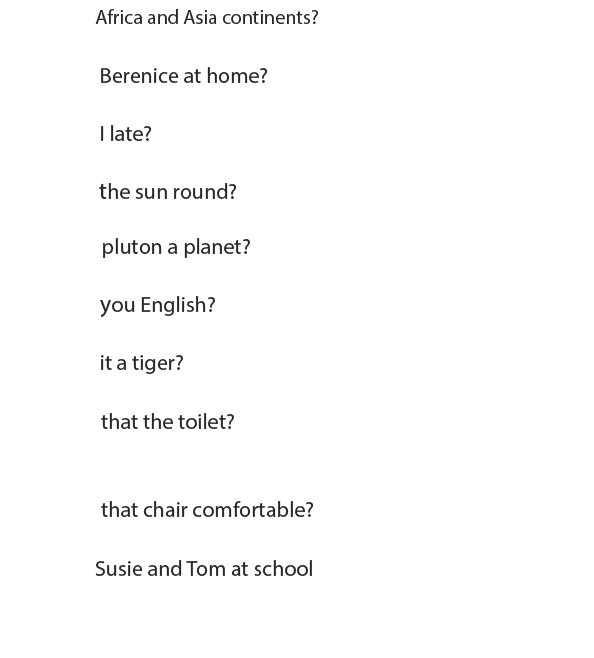 Africa and Asia continents?
Berenice at home?
I late?
the sun round?
pluton a planet?
you English?
it a tiger?
that the toilet?
that chair comfortable?
Susie and Tom at school